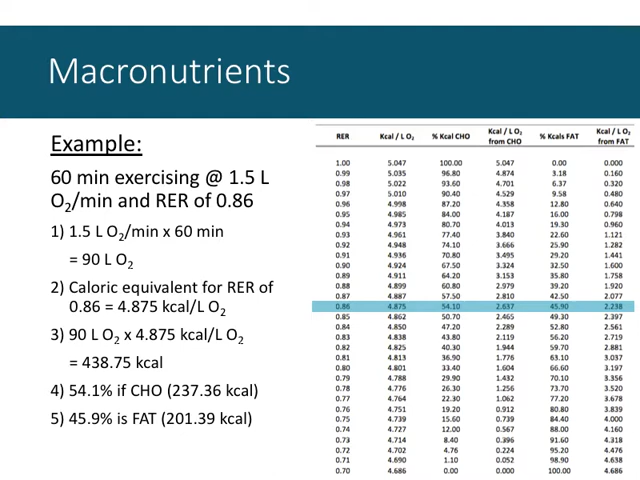 Macronutrients
Example:
60 min exercising @ 1.5 L
O2/min and RER of 0.86
1) 1.5 L O2/min x 60 min
= 90 L O2
2) Caloric equivalent for RER of
0.86 = 4.875 kcal/L O2
3) 90 L O2 x 4.875 kcal/L O2
= 438.75 kcal
4) 54.1% if CHO (237.36 kcal)
5) 45.9% is FAT (201.39 kcal)
RER Kcal / L O2 % Kcal CHO Kcal / L O2 from CHO % Kcals FAT Kcal / L O2 from FAT
1.00 5.047 100.00 5.047 0.00 0.000
0.99 5.035 96.80 4.874 3.18 0.160
0.98 5.022 93.60 4.701 6.37 0.320
0.97 5.010 90.40 4.529 9.58 0.480
0.96 4.998 87.20 4.358 12.80 0.640
0.95 4.985 84.00 4.187 16.00 0.798
0.94 4.973 80.70 4.013 19.30 0.960
0.93 4.961 77.40 3.840 22.60 1.121
0.92 4.948 74.10 3.666 25.90 1.282
0.91 4.936 70.80 3.495 29.20 1.441
0.90 4.924 67.50 3.324 32.50 1.600
0.89 4.911 64.20 3.153 35.80 1.758
0.88 4.899 60.80 2.979 39.20 1.920
0.87 4.887 57.50 2.810 42.50 2.077
0.86 4.875 54.10 2.637 45.90 2.238
0.85 4.862 50.70 2.465 49.30 2.397
0.84 4.850 47.20 2.289 52.80 2.561
0.83 4.838 43.80 2.119 56.20 2.719
0.82 4.825 40.30 1.944 59.70 2.881
0.81 4.813 36.90 1.776 63.10 3.037
0.80 4.801 33.40 1.604 66.60 3.197
0.79 4.788 29.90 1.432 70.10 3.356
0.78 4.776 26.30 1.256 73.70 3.520
0.77 4.764 22.30 1.062 77.20 3.678
0.76 4.751 19.20 0.912 80.80 3.839
0.75 4.739 15.60 0.739 84.40 4.000
0.74 4.727 12.00 0.567 88.00 4.160
0.73 4.714 8.40 0.396 91.60 4.318
0.72 4.702 4.76 0.224 95.20 4.476
0.71 4.690 1.10 0.052 98.90 4.638
0.70 4.686 0.00 0.000 100.00 4.686